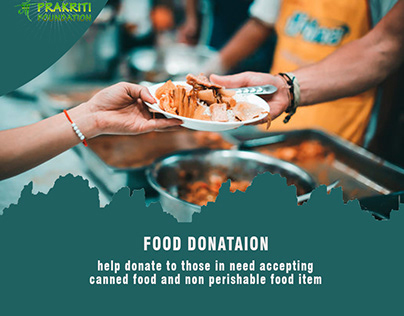 PRAKRITI
FOUNDATION
FOOD DONATAION
help donate to those in need accepting
canned food and non perishable food item